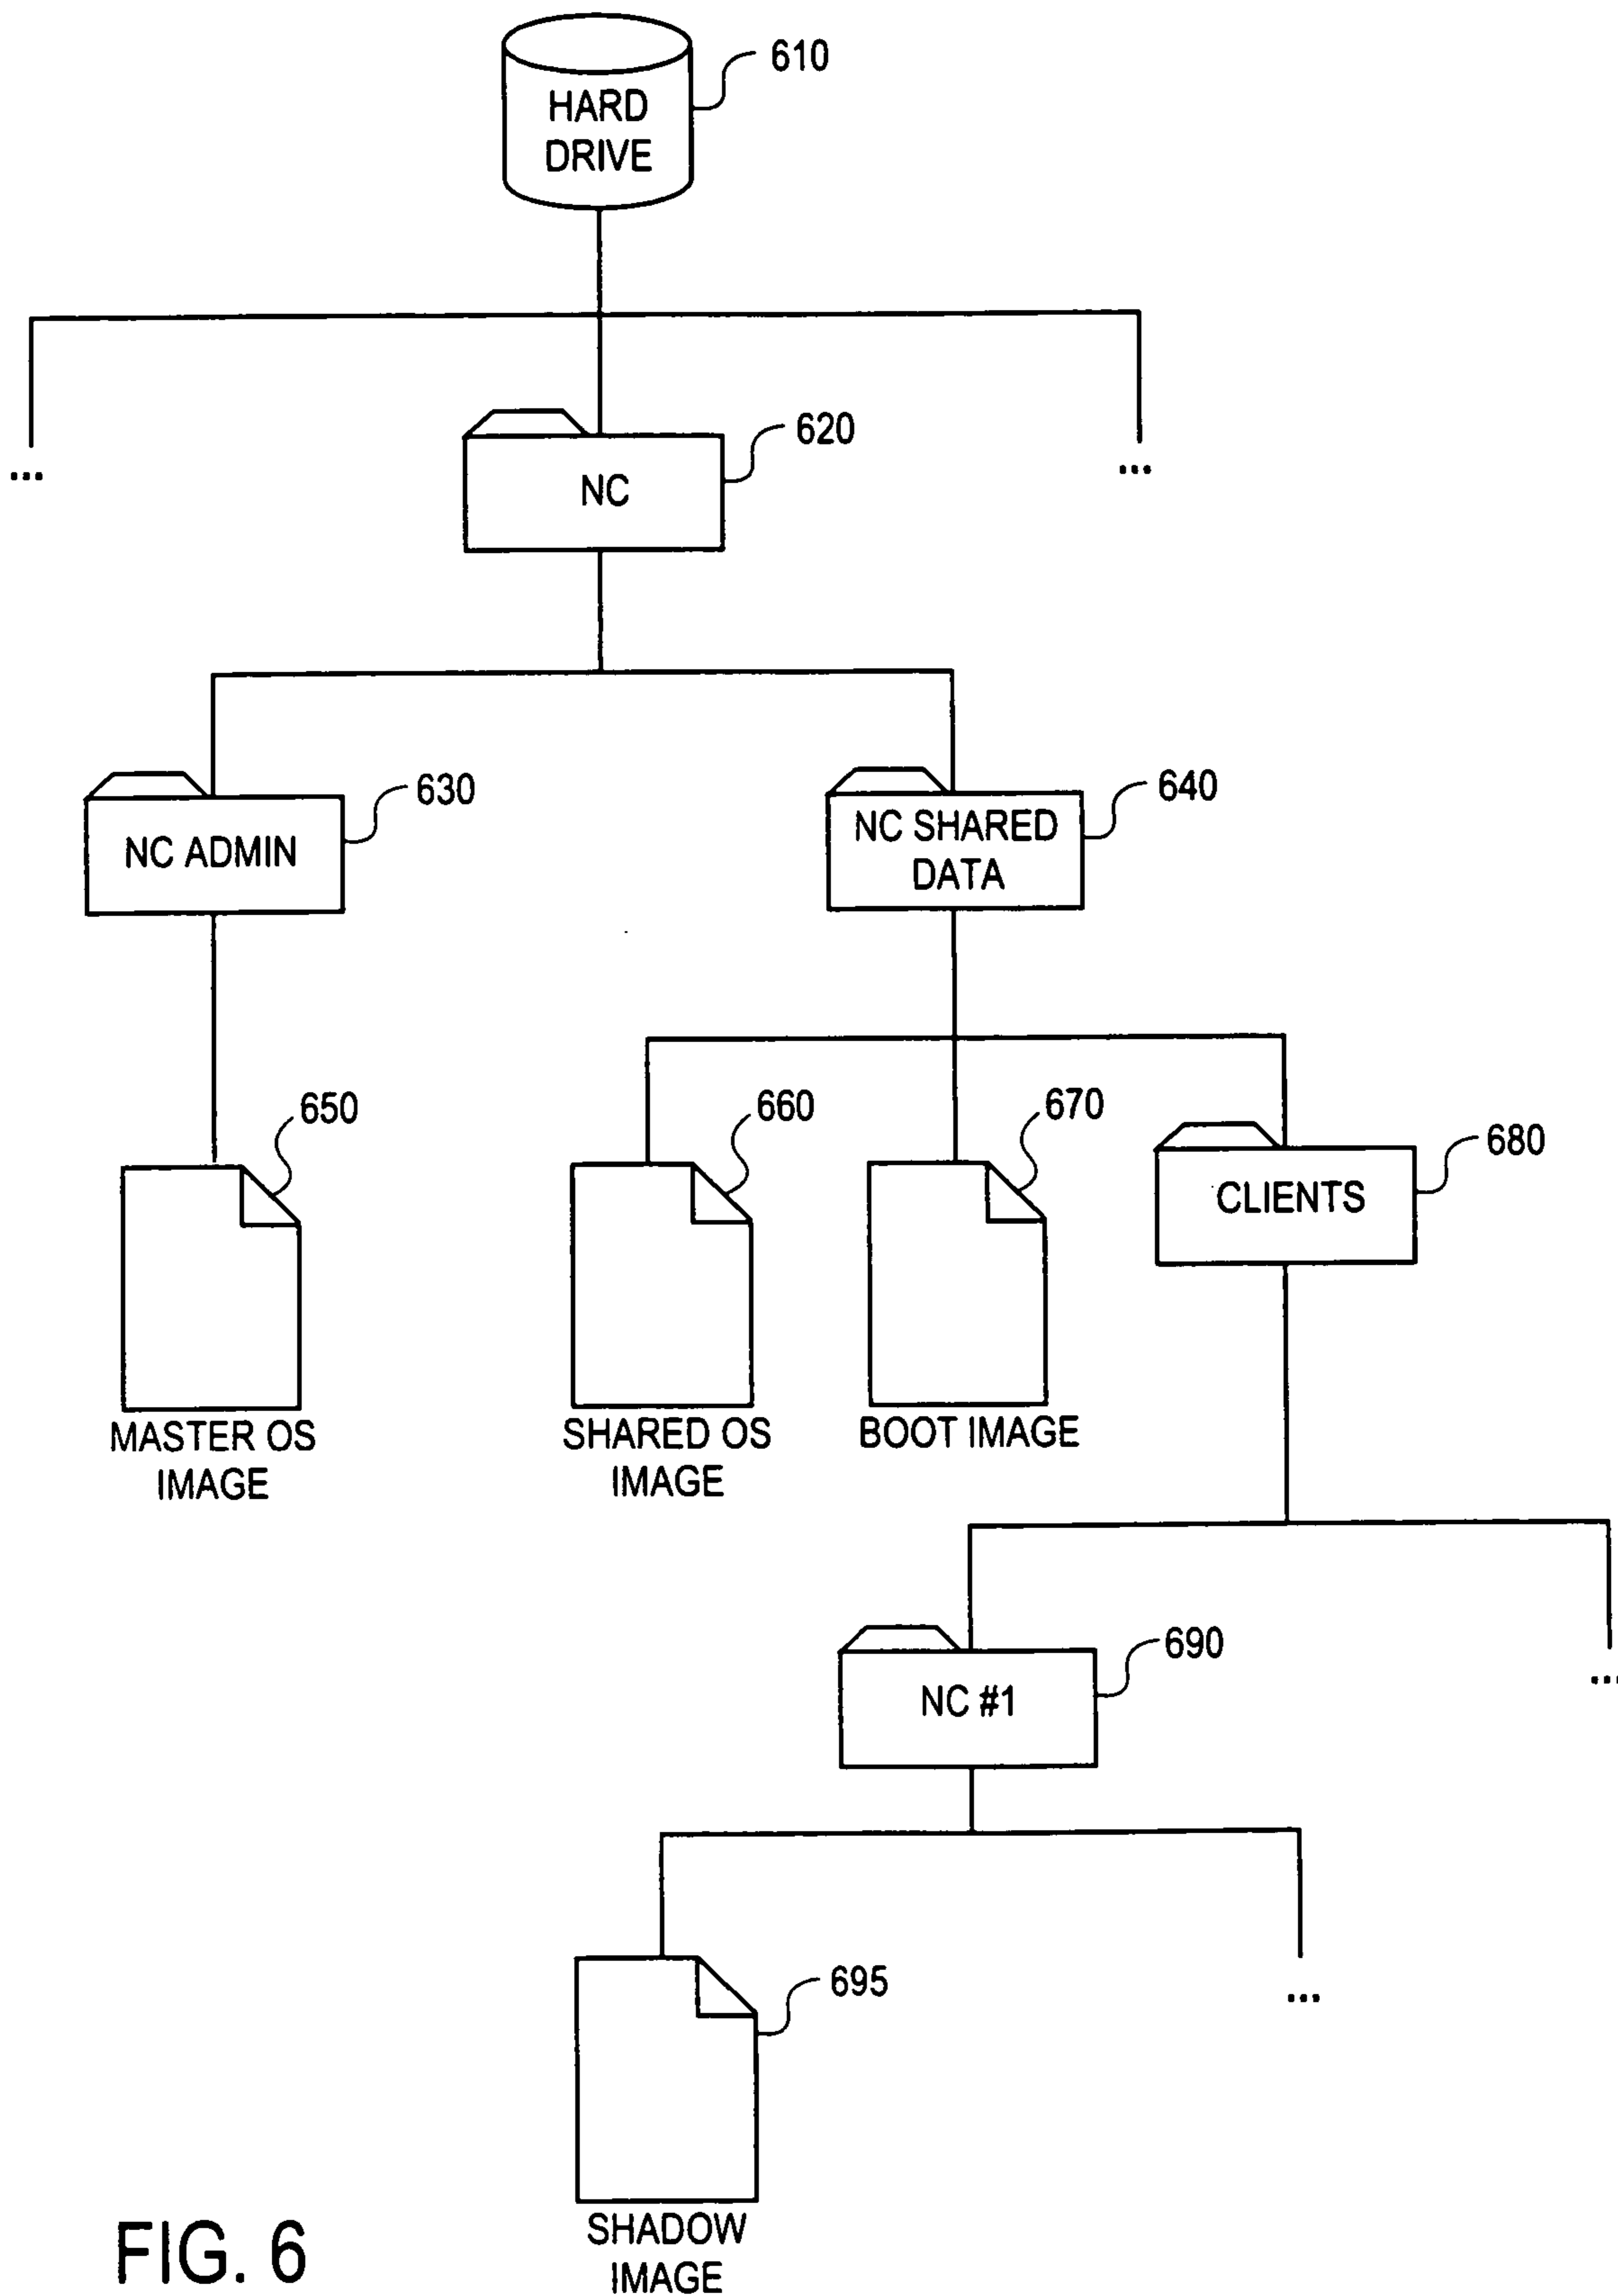 610
HARD
DRIVE
620
...
...
NC
630
640
NC ADMIN
NC SHARED
DATA
650
660
670
680
CLIENTS
MASTER OS
IMAGE
SHARED OS
IMAGE
BOOT IMAGE
690
...
NC #1
695
...
SHADOW
IMAGE
FIG. 6